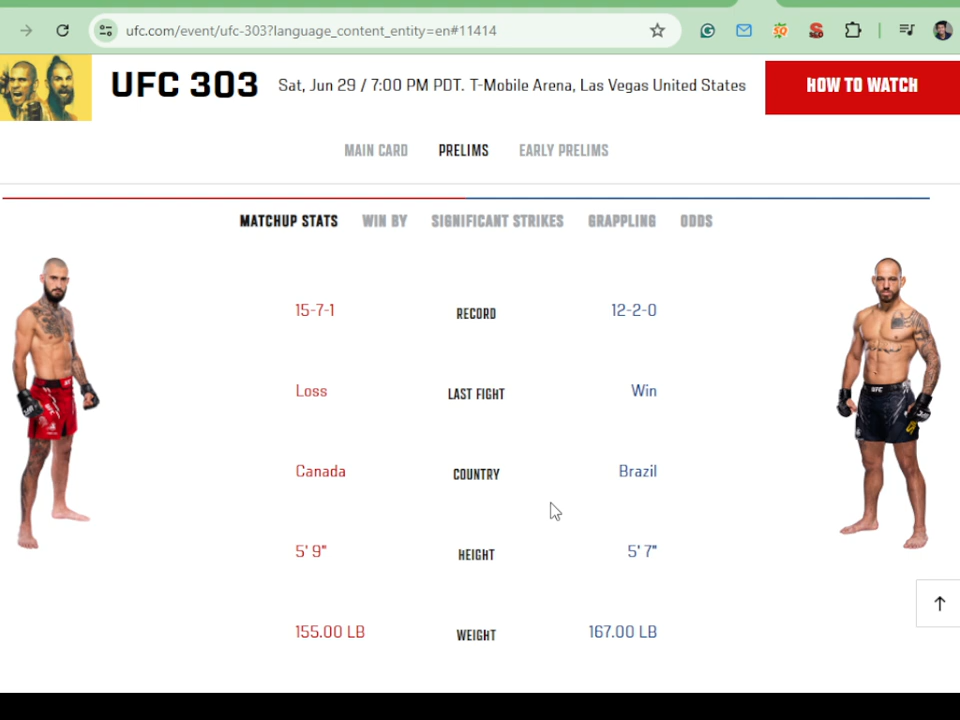 ufc.com/event/ufc-303?language_content_entity=en#11414
UFC 303
Sat, Jun 29 / 7:00 PM PDT. T-Mobile Arena, Las Vegas United States
HOW TO WATCH
MAIN CARD PRELIMS EARLY PRELIMS
MATCHUP STATS WIN BY SIGNIFICANT STRIKES GRAPPLING ODDS
15-7-1 RECORD 12-2-0
Loss LAST FIGHT Win
Canada COUNTRY Brazil
5' 9" HEIGHT 5' 7"
155.00 LB WEIGHT 167.00 LB